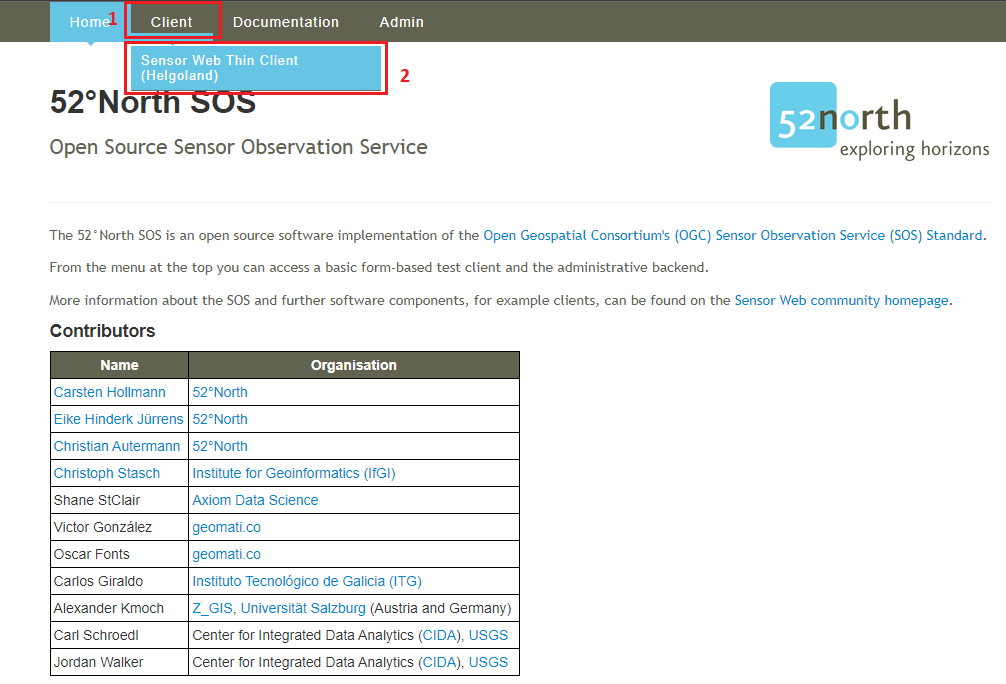 Home 1 Client Documentation Admin
Sensor Web Thin Client
(Helgoland)
2
52°North SOS
Open Source Sensor Observation Service
52north
exploring horizons
The 52°North SOS is an open source software implementation of the Open Geospatial Consortium's (OGC) Sensor Observation Service (SOS) Standard.
From the menu at the top you can access a basic form-based test client and the administrative backend.
More information about the SOS and further software components, for example clients, can be found on the Sensor Web community homepage.
Contributors
Name Organisation
Carsten Hollmann 52°North
Eike Hinderk Jürrens 52°North
Christian Autermann 52°North
Christoph Stasch Institute for Geoinformatics (IfGI)
Shane StClair Axiom Data Science
Victor González geomati.co
Oscar Fonts geomati.co
Carlos Giraldo Instituto Tecnológico de Galicia (ITG)
Alexander Kmoch Z_GIS, Universität Salzburg (Austria and Germany)
Carl Schroedl Center for Integrated Data Analytics (CIDA), USGS
Jordan Walker Center for Integrated Data Analytics (CIDA), USGS